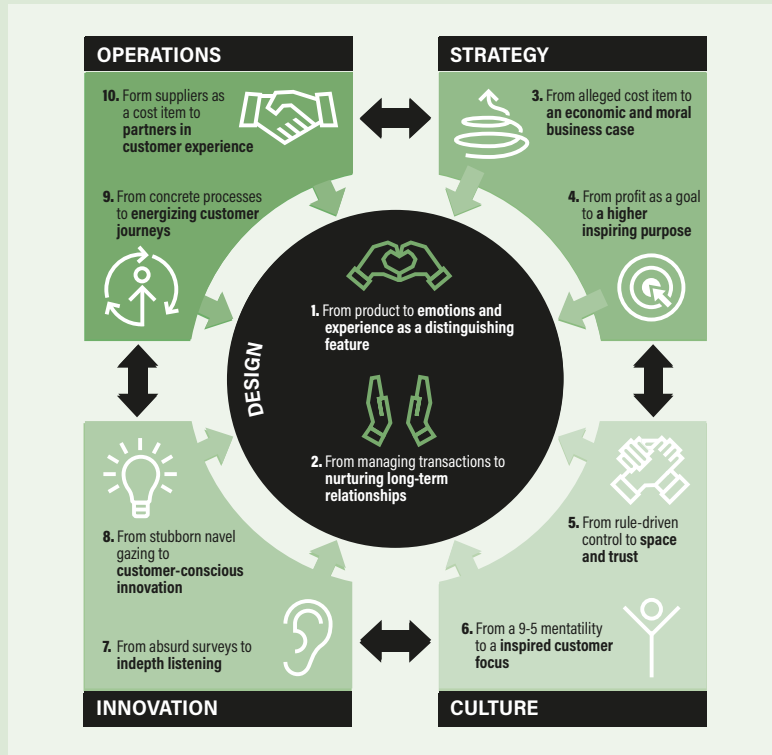 OPERATIONS
10. Form suppliers as
a cost item to
partners in
customer experience
9. From concrete processes
to energizing customer
journeys
STRATEGY
3. From alleged cost item to
an economic and moral
business case
4. From profit as a goal
to a higher
inspiring purpose
DESIGN
1. From product to emotions and
experience as a distinguishing
feature
2. From managing transactions to
nurturing long-term
relationships
8. From stubborn navel
gazing to
customer-conscious
innovation
7. From absurd surveys to
indepth listening
INNOVATION
5. From rule-driven
control to space
and trust
6. From a 9-5 mentatility
to a inspired customer
focus
CULTURE